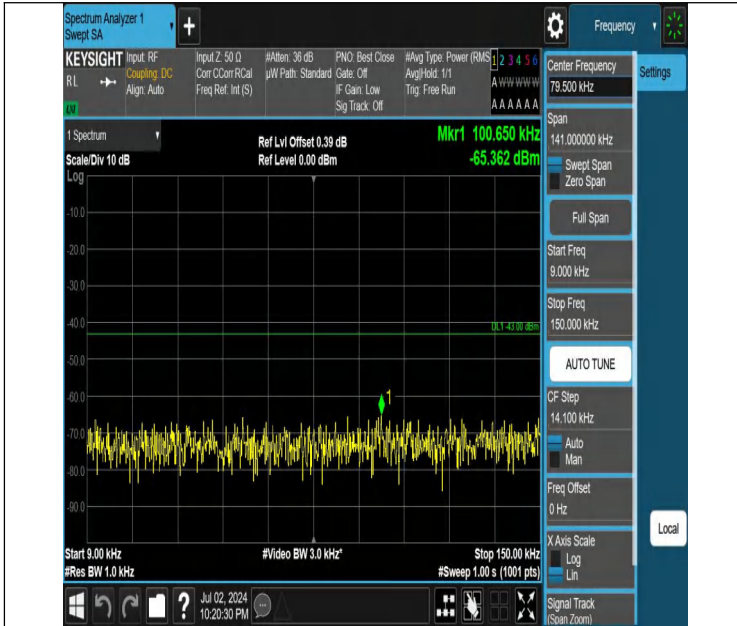 Spectrum Analyzer 1
Swept SA
+
Frequency
KEYSIGHT
RL
Input: RF
Coupling: DC
Align: Auto
Input Z: 50 Ω
Corr CCorr RCal
Freq Ref: Int (S)
#Atten: 36 dB
µW Path: Standard
PNO: Best Close
Gate: Off
IF Gain: Low
Sig Track: Off
#Avg Type: Power (RMS
Avg|Hold: 1/1
Trig: Free Run
1 2 3 4 5 6
A W W W W W
A A A A A A
1 Spectrum
Scale/Div 10 dB
Ref Lvl Offset 0.39 dB
Ref Level 0.00 dBm
Mkr1 100.650 kHz
-65.362 dBm
Log
-10.0
-20.0
-30.0
-40.0
-50.0
-60.0
-70.0
-80.0
-90.0
DL1 -43.00 dBm
1
Start 9.00 kHz
#Res BW 1.0 kHz
#Video BW 3.0 kHz*
Stop 150.00 kHz
#Sweep 1.00 s (1001 pts)
Jul 02, 2024
10:20:30 PM
?
Center Frequency
79.500 kHz
Settings
Span
141.000000 kHz
Swept Span
Zero Span
Full Span
Start Freq
9.000 kHz
Stop Freq
150.000 kHz
AUTO TUNE
CF Step
14.100 kHz
Auto
Man
Freq Offset
0 Hz
X Axis Scale
Log
Lin
Local
Signal Track
(Span Zoom)